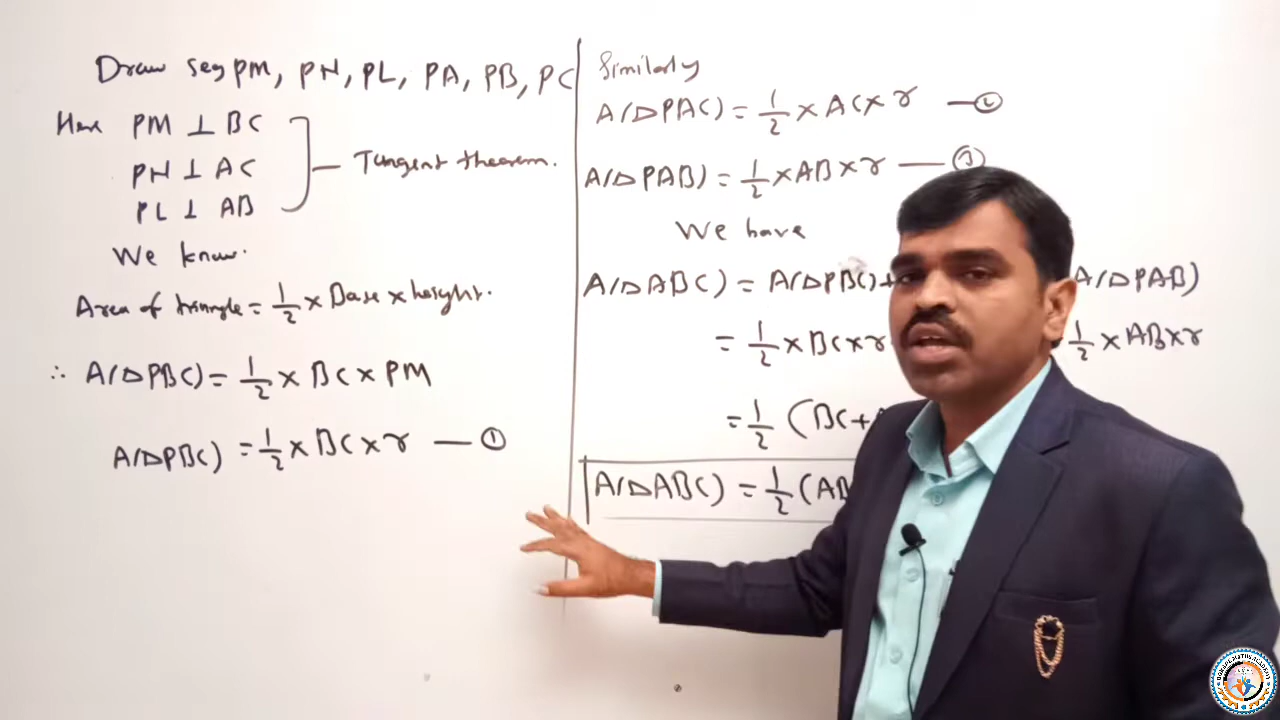 Draw seg PM, PN, PL, PA, PB, PC
Here PM ⊥ BC
PN ⊥ AC
PL ⊥ AB
Tangent theorem.
We know.
Area of triangle = 1/2 × Base × height.
∴ A(△PBC) = 1/2 × BC × PM
A(△PBC) = 1/2 × BC × r — ①
Similarly
A(△PAC) = 1/2 × AC × r — ②
A(△PAB) = 1/2 × AB × r — ③
We have
A(△ABC) = A(△PBC) + A(△PAB)
= 1/2 × BC × r 1/2 × AB × r
= 1/2 (BC +
A(△ABC) = 1/2 (AB